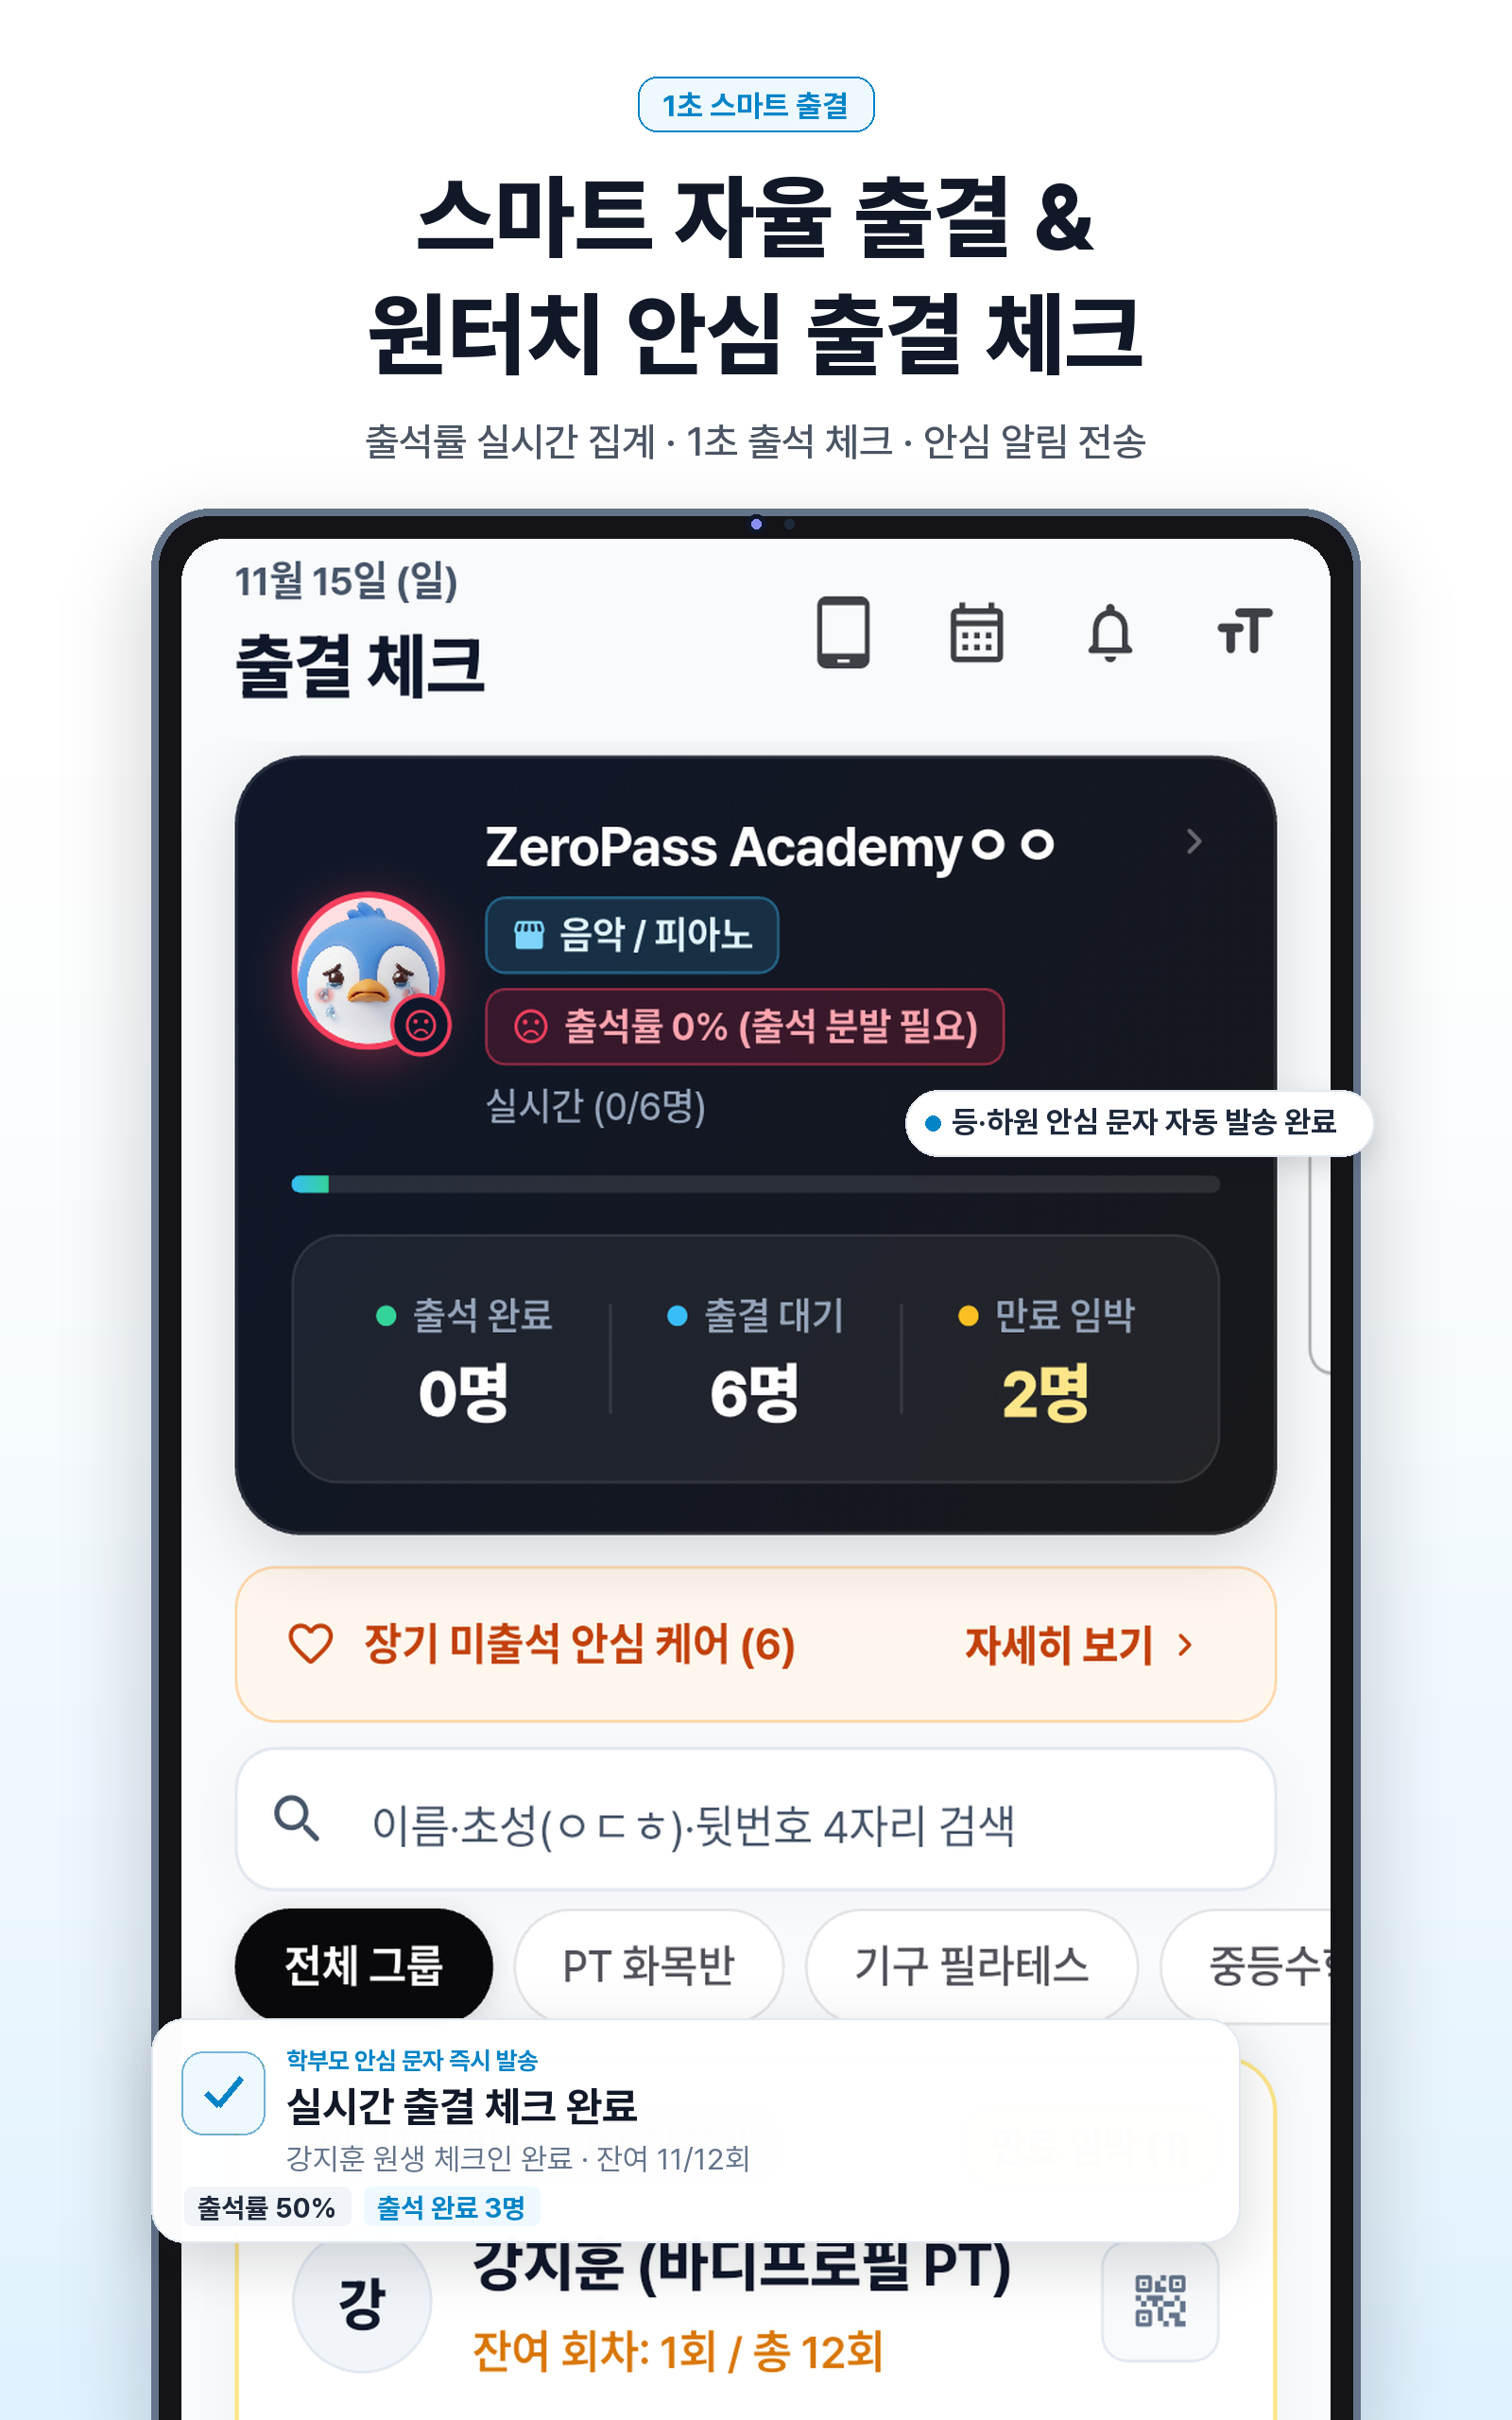 1초 스마트 출결
스마트 자율 출결 &
원터치 안심 출결 체크
출석률 실시간 집계 · 1초 출석 체크 · 안심 알림 전송
11월 15일 (일)
출결 체크
ZeroPass Academyㅇㅇ
음악 / 피아노
출석률 0% (출석 분발 필요)
실시간 (0/6명)
등·하원 안심 문자 자동 발송 완료
출석 완료
출결 대기
만료 임박
0명
6명
2명
장기 미출석 안심 케어 (6)
자세히 보기
이름·초성(ㅇㄷㅎ)·뒷번호 4자리 검색
전체 그룹
PT 화목반
기구 필라테스
학부모 안심 문자 즉시 발송
실시간 출결 체크 완료
강지훈 원생 체크인 완료 · 잔여 11/12회
출석률 50%
출석 완료 3명
강지훈 (바디프로필 PT)
강
잔여 회차: 1회 / 총 12회